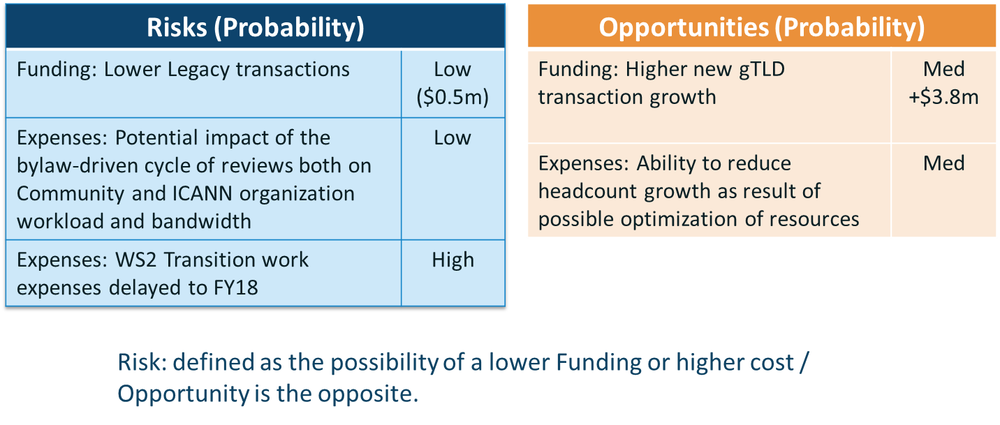 Risks (Probability)
Funding: Lower Legacy transactions
Low
($0.5m)
Expenses: Potential impact of the
bylaw-driven cycle of reviews both on
Community and ICANN organization
workload and bandwidth
Low
Expenses: WS2 Transition work
expenses delayed to FY18
High
Opportunities (Probability)
Funding: Higher new gTLD
transaction growth
Med
+$3.8m
Expenses: Ability to reduce
headcount growth as result of
possible optimization of resources
Med
Risk: defined as the possibility of a lower Funding or higher cost /
Opportunity is the opposite.